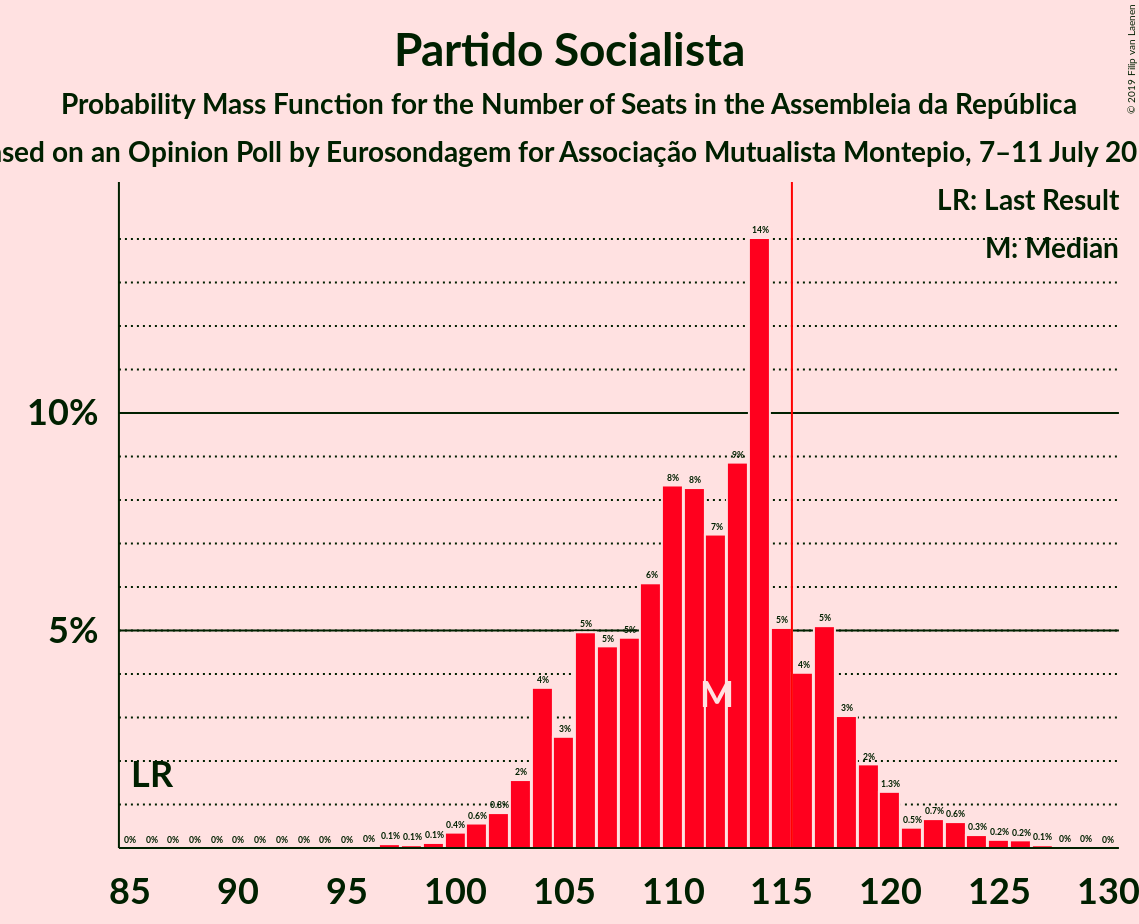 © 2019 Filip van Laenen
Partido Socialista
Probability Mass Function for the Number of Seats in the Assembleia da República
on an Opinion Poll by Eurosondagem for Associação Mutualista Montepio, 7–11 July
LR: Last Result
M: Median
14%
10%
9%
8% 8%
7%
6%
5%
5% 5% 5% 5% 5%
4% 4%
M
3% 3%
LR
2% 2%
1.3%
0% 0% 0% 0% 0% 0% 0% 0% 0% 0% 0% 0% 0.1% 0.1% 0.1% 0.4% 0.6% 0.8% 0.5% 0.7% 0.6% 0.3% 0.2% 0.2% 0.1% 0% 0% 0%
85 90 95 100 105 110 115 120 125 130